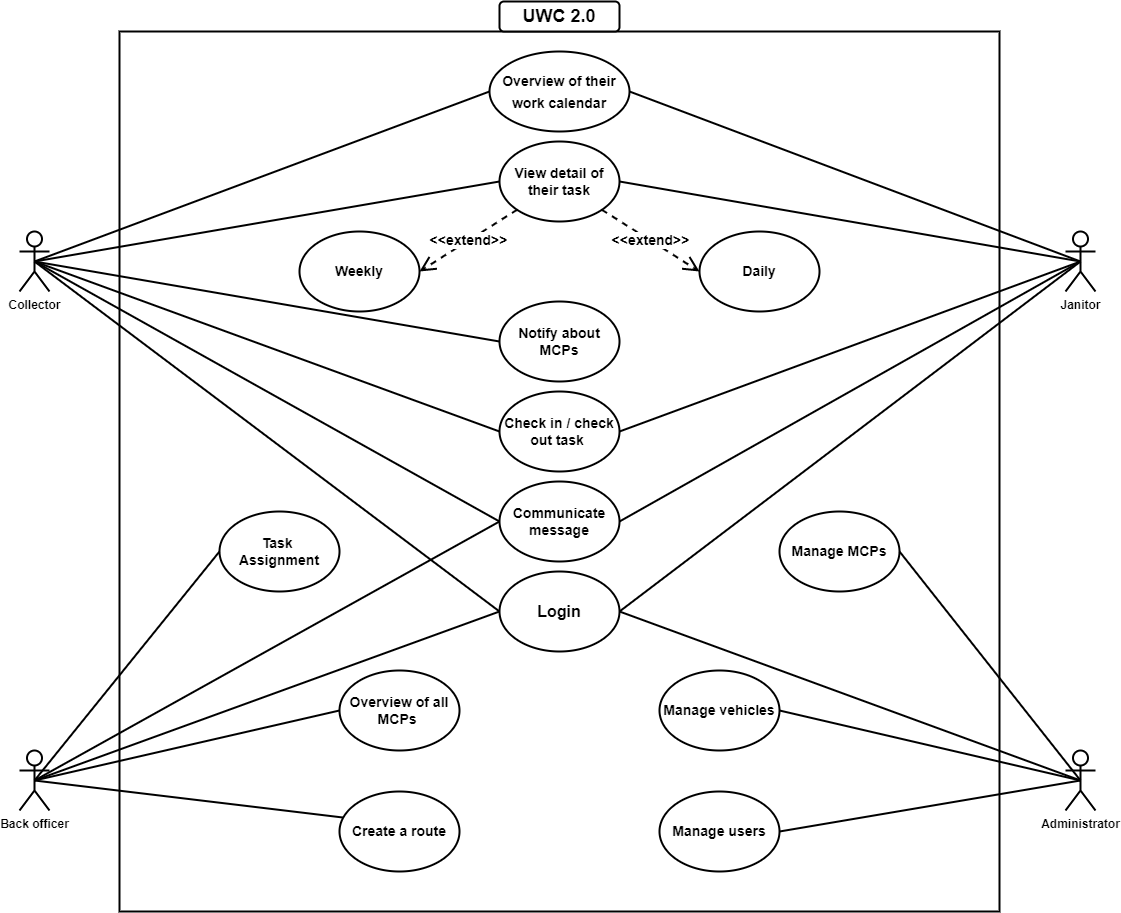 UWC 2.0
Overview of their
work calendar
View detail of
their task
<<extend>>
<<extend>>
Weekly
Daily
Collector
Janitor
Notify about
MCPs
Check in / check
out task
Communicate
message
Task
Assignment
Manage MCPs
Login
Overview of all
MCPs
Manage vehicles
Back officer
Administrator
Create a route
Manage users